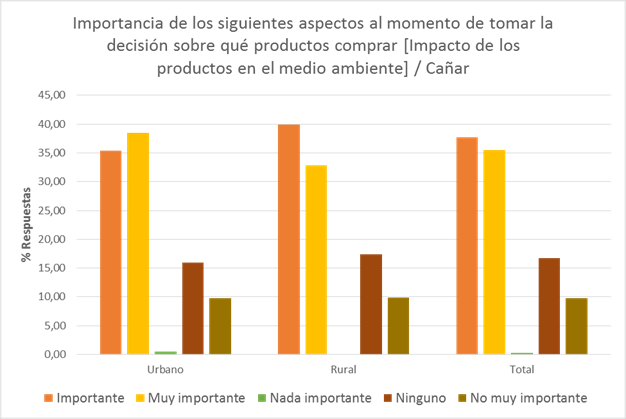 Importancia de los siguientes aspectos al momento de tomar la
decisión sobre qué productos comprar [Impacto de los
productos en el medio ambiente] / Cañar
45,00
40,00
35,00
30,00
25,00
20,00
15,00
10,00
5,00
0,00
% Respuestas
Urbano Rural Total
Importante Muy importante Nada importante Ninguno No muy importante